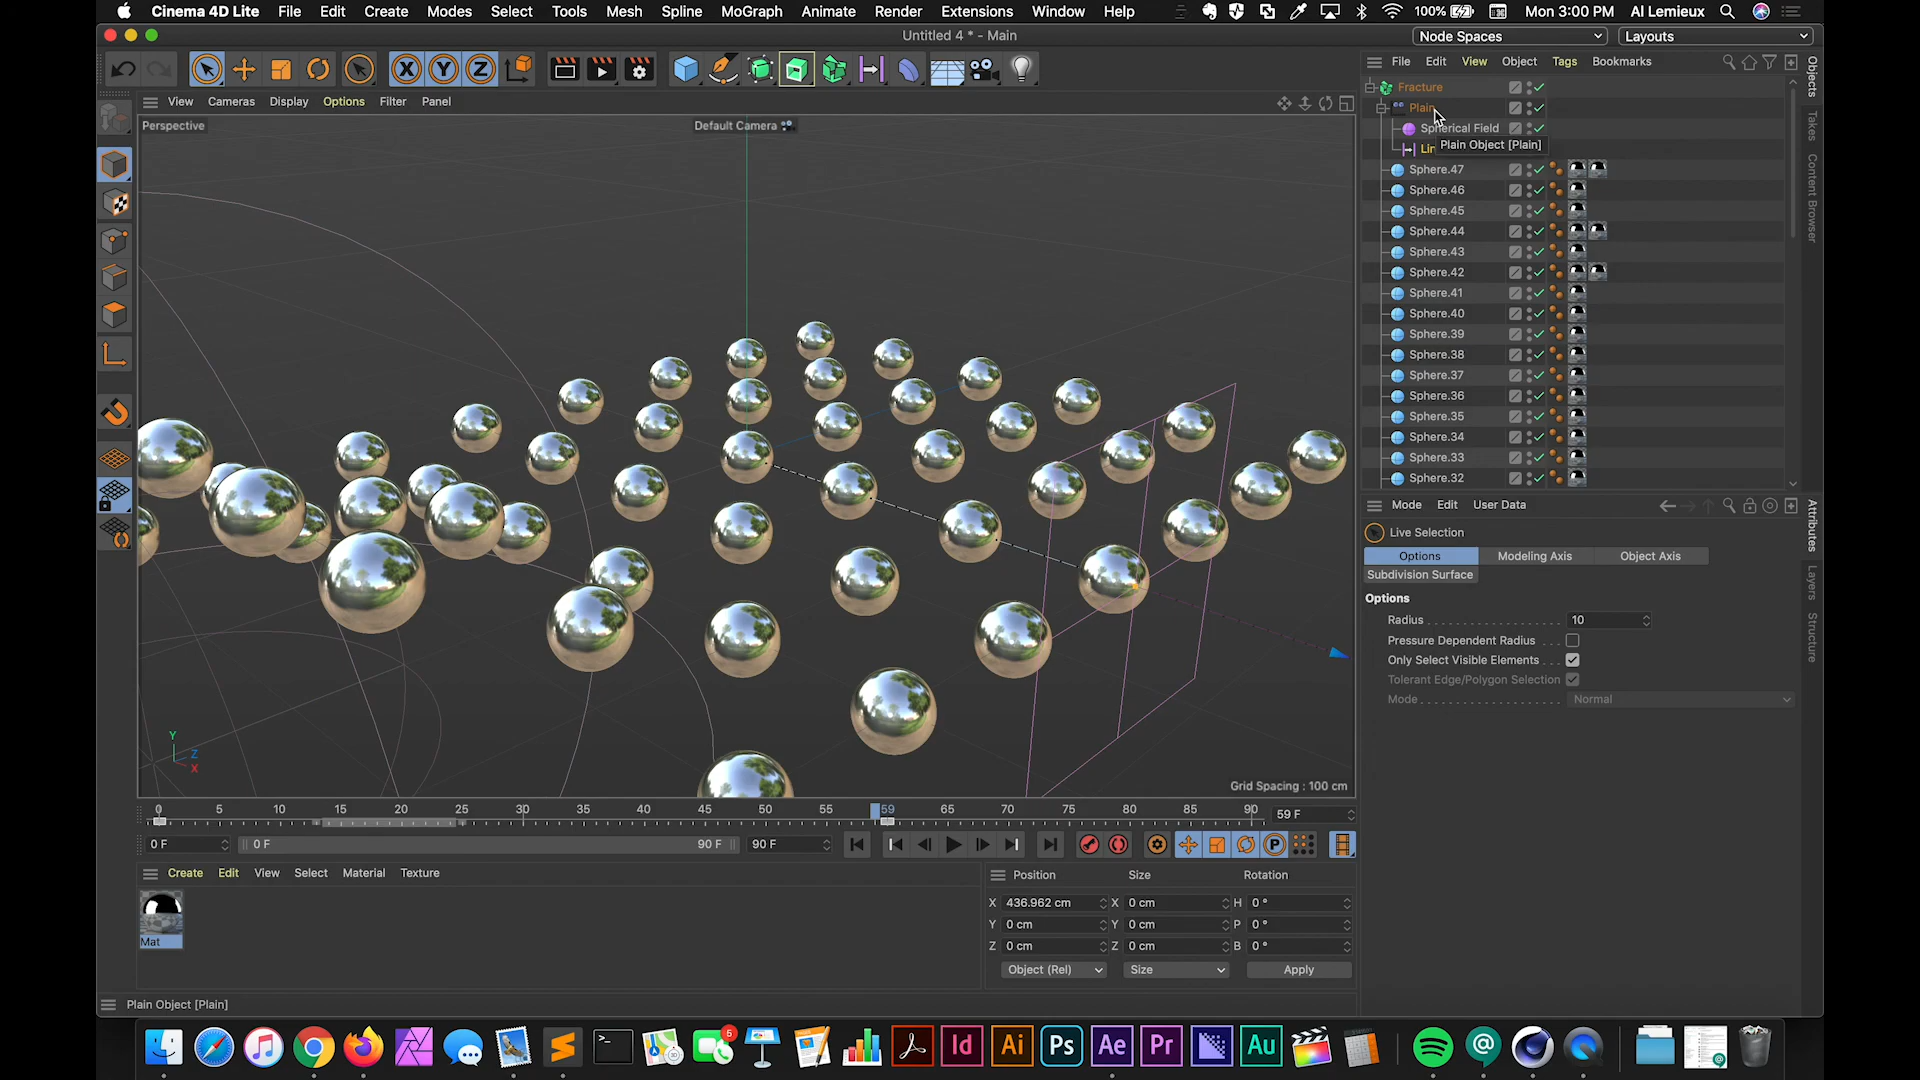 Cinema 4D Lite File Edit Create Modes Select Tools Mesh Spline MoGraph Animate Render Extensions Window Help 100% Mon 3:00 PM Al Lemieux
Untitled 4 * - Main
Node Spaces Layouts
File Edit View Object Tags Bookmarks
View Cameras Display Options Filter Panel
Perspective
Default Camera
Fracture
Plain
Spherical Field
Lin
Plain Object [Plain]
Sphere.47
Sphere.46
Sphere.45
Sphere.44
Sphere.43
Sphere.42
Sphere.41
Sphere.40
Sphere.39
Sphere.38
Sphere.37
Sphere.36
Sphere.35
Sphere.34
Sphere.33
Sphere.32
Objects
Takes
Content Browser
Mode Edit User Data
Live Selection
Options Modeling Axis Object Axis
Subdivision Surface
Options
Radius 10
Pressure Dependent Radius
Only Select Visible Elements
Tolerant Edge/Polygon Selection
Mode Normal
Attributes
Layers
Structure
X Y Z
Y
Z
X
Grid Spacing : 100 cm
0 5 10 15 20 25 30 35 40 45 50 55 59 65 70 75 80 85 90 59 F
0 F 0 F 90 F 90 F
P
Create Edit View Select Material Texture
Mat
Position Size Rotation
X 436.962 cm X 0 cm H 0 °
Y 0 cm Y 0 cm P 0 °
Z 0 cm Z 0 cm B 0 °
Object (Rel) Size Apply
Plain Object [Plain]
5
Id Ai Ps Ae Pr Au